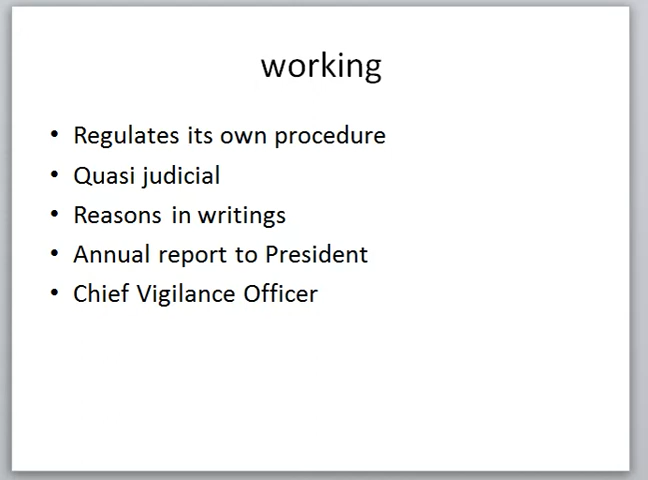 working
• Regulates its own procedure
• Quasi judicial
• Reasons in writings
• Annual report to President
• Chief Vigilance Officer